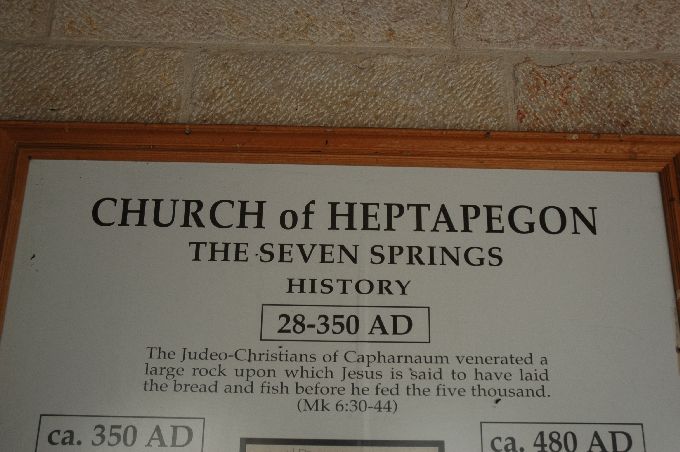 CHURCH of HEPTAPEGON
THE SEVEN SPRINGS
HISTORY
28-350 AD
The Judeo-Christians of Capharnaum venerated a
large rock upon which Jesus is said to have laid
the bread and fish before he fed the five thousand.
(Mk 6:30-44)
ca. 350 AD
ca. 480 AD